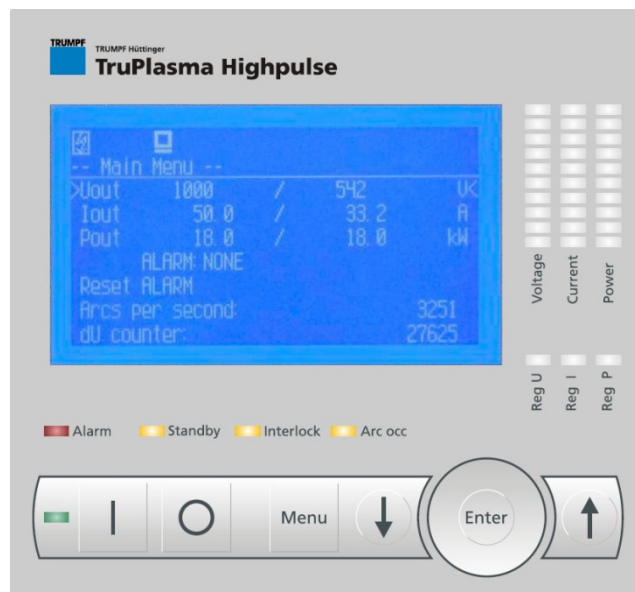 TRUMPF
TRUMPF Hüttinger
TruPlasma Highpulse
-- Main Menu --
>Uout 1000 / 542 V<
Iout 50.0 / 33.2 A
Pout 18.0 / 18.0 kW
ALARM: NONE
Reset ALARM
Arcs per second: 3251
dU counter: 27625
Voltage
Current
Power
Reg U
Reg I
Reg P
Alarm Standby Interlock Arc occ
Menu Enter